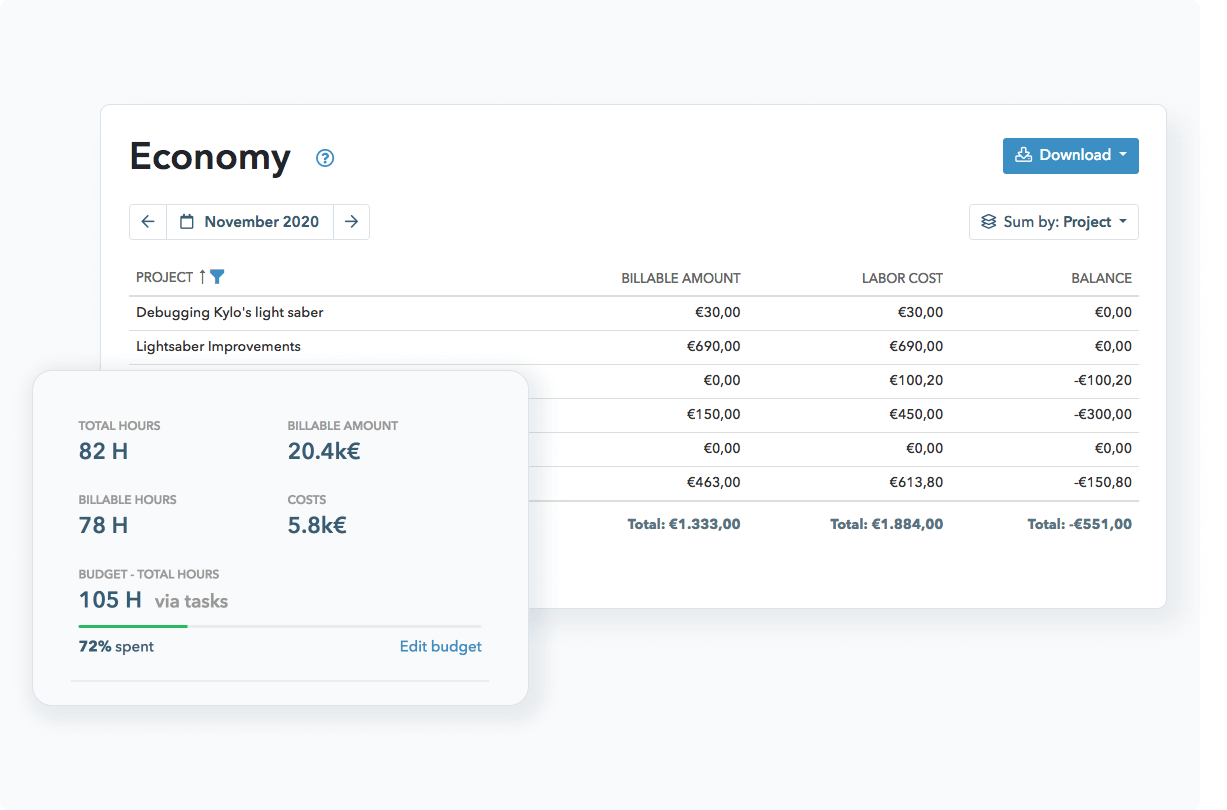 Economy ?
Download
November 2020
Sum by: Project
PROJECT ↑ BILLABLE AMOUNT LABOR COST BALANCE
Debugging Kylo's light saber €30,00 €30,00 €0,00
Lightsaber Improvements €690,00 €690,00 €0,00
€0,00 €100,20 -€100,20
€150,00 €450,00 -€300,00
€0,00 €0,00 €0,00
€463,00 €613,80 -€150,80
Total: €1.333,00 Total: €1.884,00 Total: -€551,00
TOTAL HOURS BILLABLE AMOUNT
82 H 20.4k€
BILLABLE HOURS COSTS
78 H 5.8k€
BUDGET - TOTAL HOURS
105 H via tasks
72% spent Edit budget